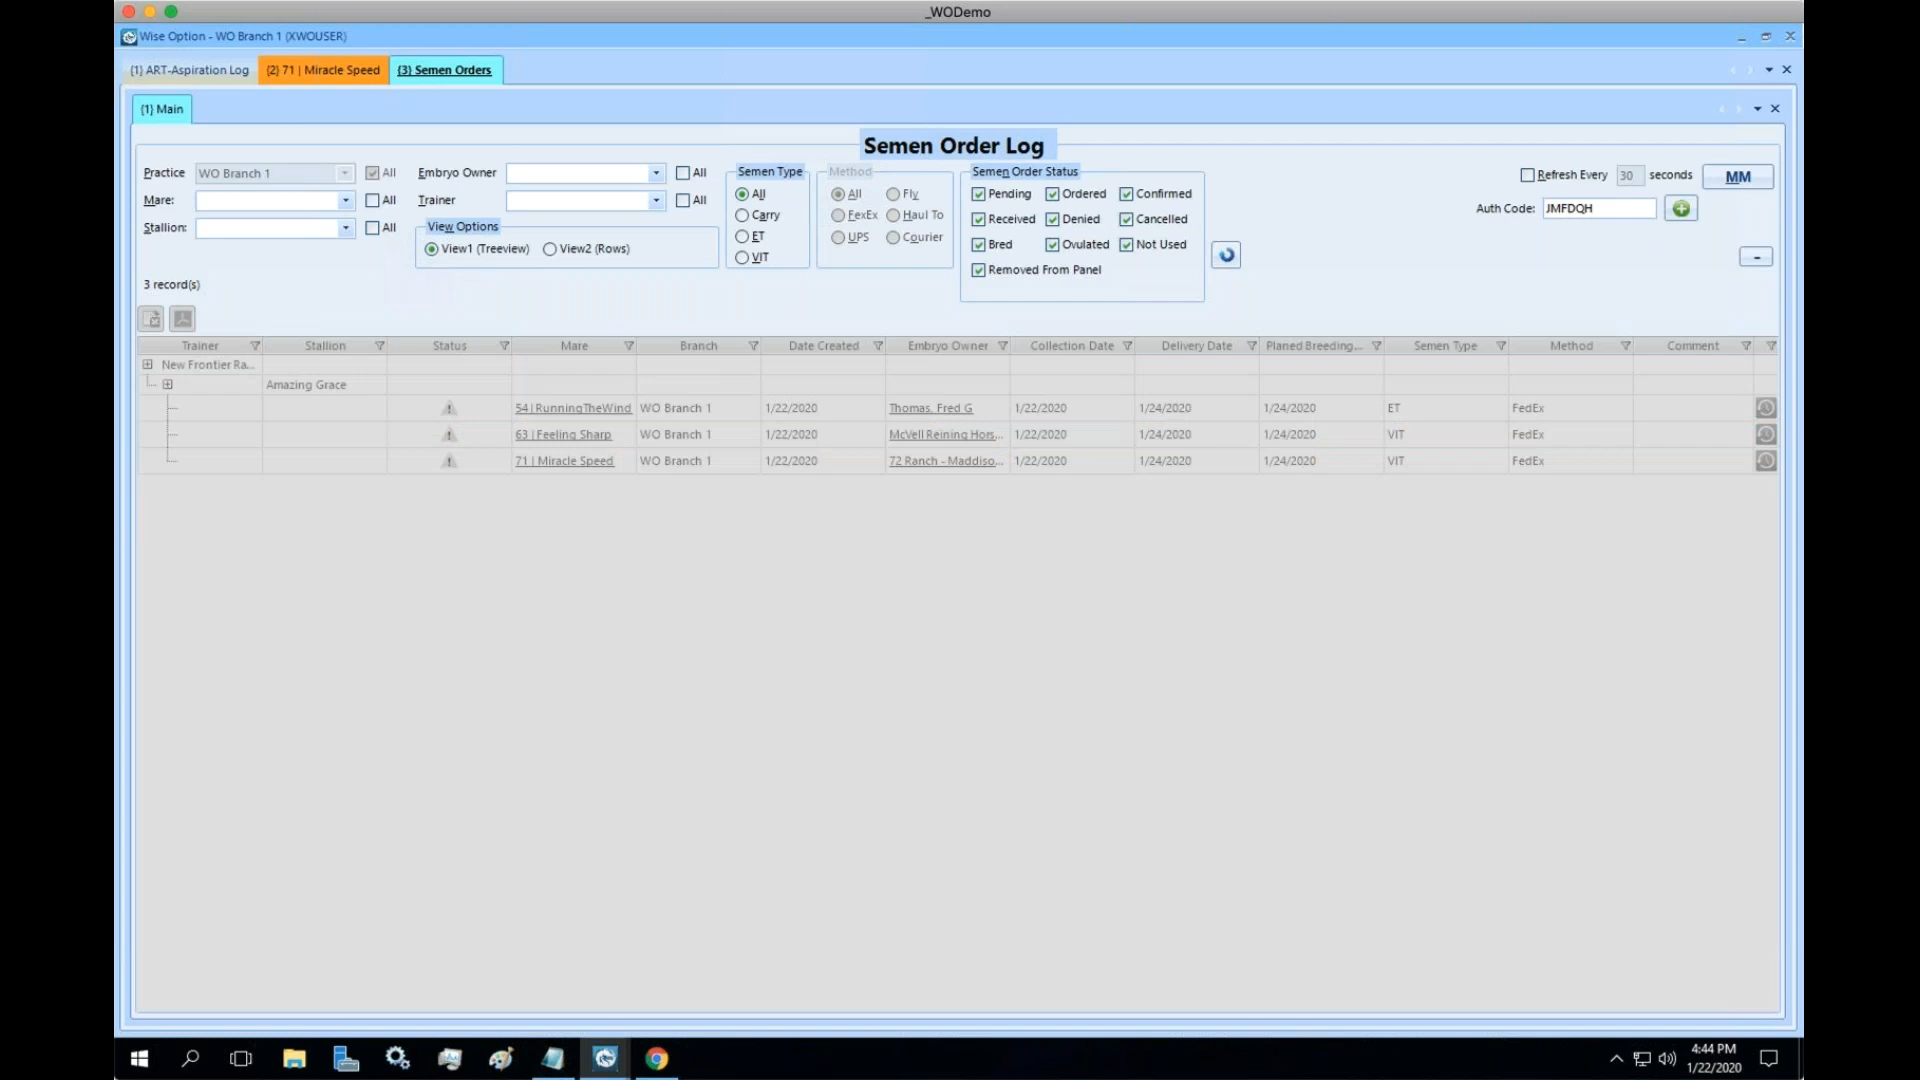 _WODemo
Wise Option - WO Branch 1 (XWOUSER)
{1} ART-Aspiration Log {2} 71 | Miracle Speed {3} Semen Orders
{1} Main
Semen Order Log
Practice WO Branch 1 All Embryo Owner All Semen Type Method Semen Order Status Refresh Every 30 seconds MM
All All Fly Pending Ordered Confirmed
Mare: All Trainer All Carry FexEx Haul To Received Denied Cancelled Auth Code: JMFDQH
Stallion: All View Options ET UPS Courier Bred Ovulated Not Used
View1 (Treeview) View2 (Rows) VIT Removed From Panel -
3 record(s)
Trainer Stallion Status Mare Branch Date Created Embryo Owner Collection Date Delivery Date Planed Breeding... Semen Type Method Comment
New Frontier Ra...
Amazing Grace
54 | RunningTheWind WO Branch 1 1/22/2020 Thomas, Fred G 1/22/2020 1/24/2020 1/24/2020 ET FedEx
63 | Feeling Sharp WO Branch 1 1/22/2020 McVell Reining Hors... 1/22/2020 1/24/2020 1/24/2020 VIT FedEx
71 | Miracle Speed WO Branch 1 1/22/2020 72 Ranch - Maddiso... 1/22/2020 1/24/2020 1/24/2020 VIT FedEx
4:44 PM
1/22/2020